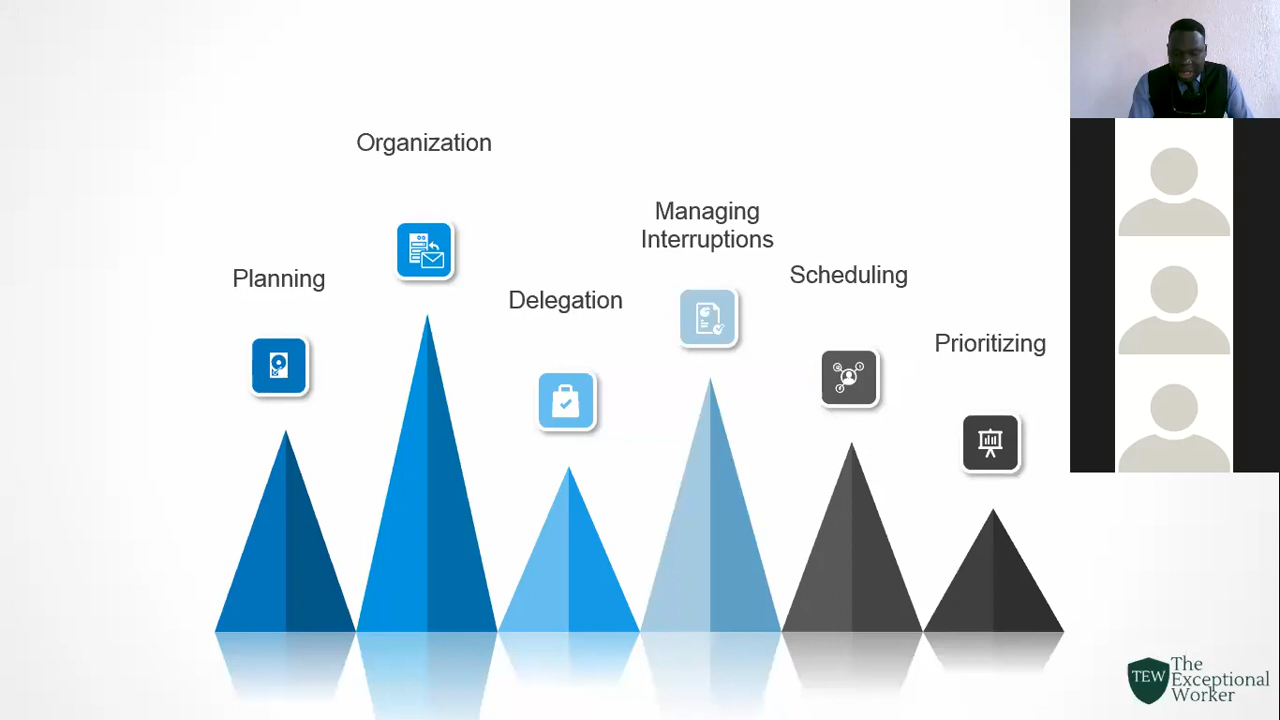 Organization
Managing
Interruptions
Planning
Scheduling
Delegation
Prioritizing
TEW
The
Exceptional
Worker